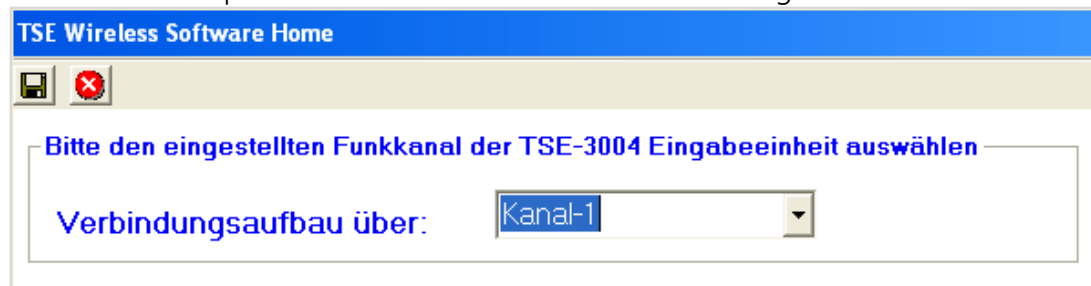 TSE Wireless Software Home
Bitte den eingestellten Funkkanal der TSE-3004 Eingabeeinheit auswählen
Verbindungsaufbau über: Kanal-1